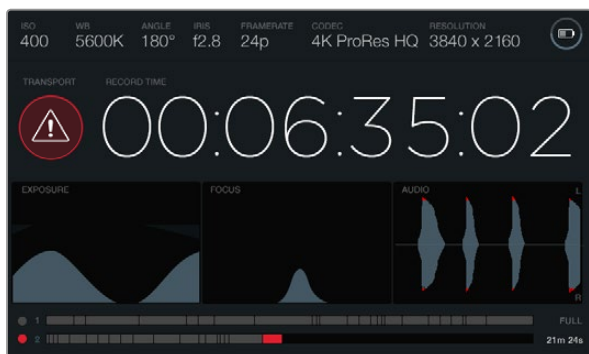 ISO WB ANGLE IRIS FRAMERATE CODEC RESOLUTION
400 5600K 180° f2.8 24p 4K ProRes HQ 3840 x 2160
TRANSPORT RECORD TIME
00:06:35:02
EXPOSURE FOCUS AUDIO L
R
1 FULL
2 21m 24s